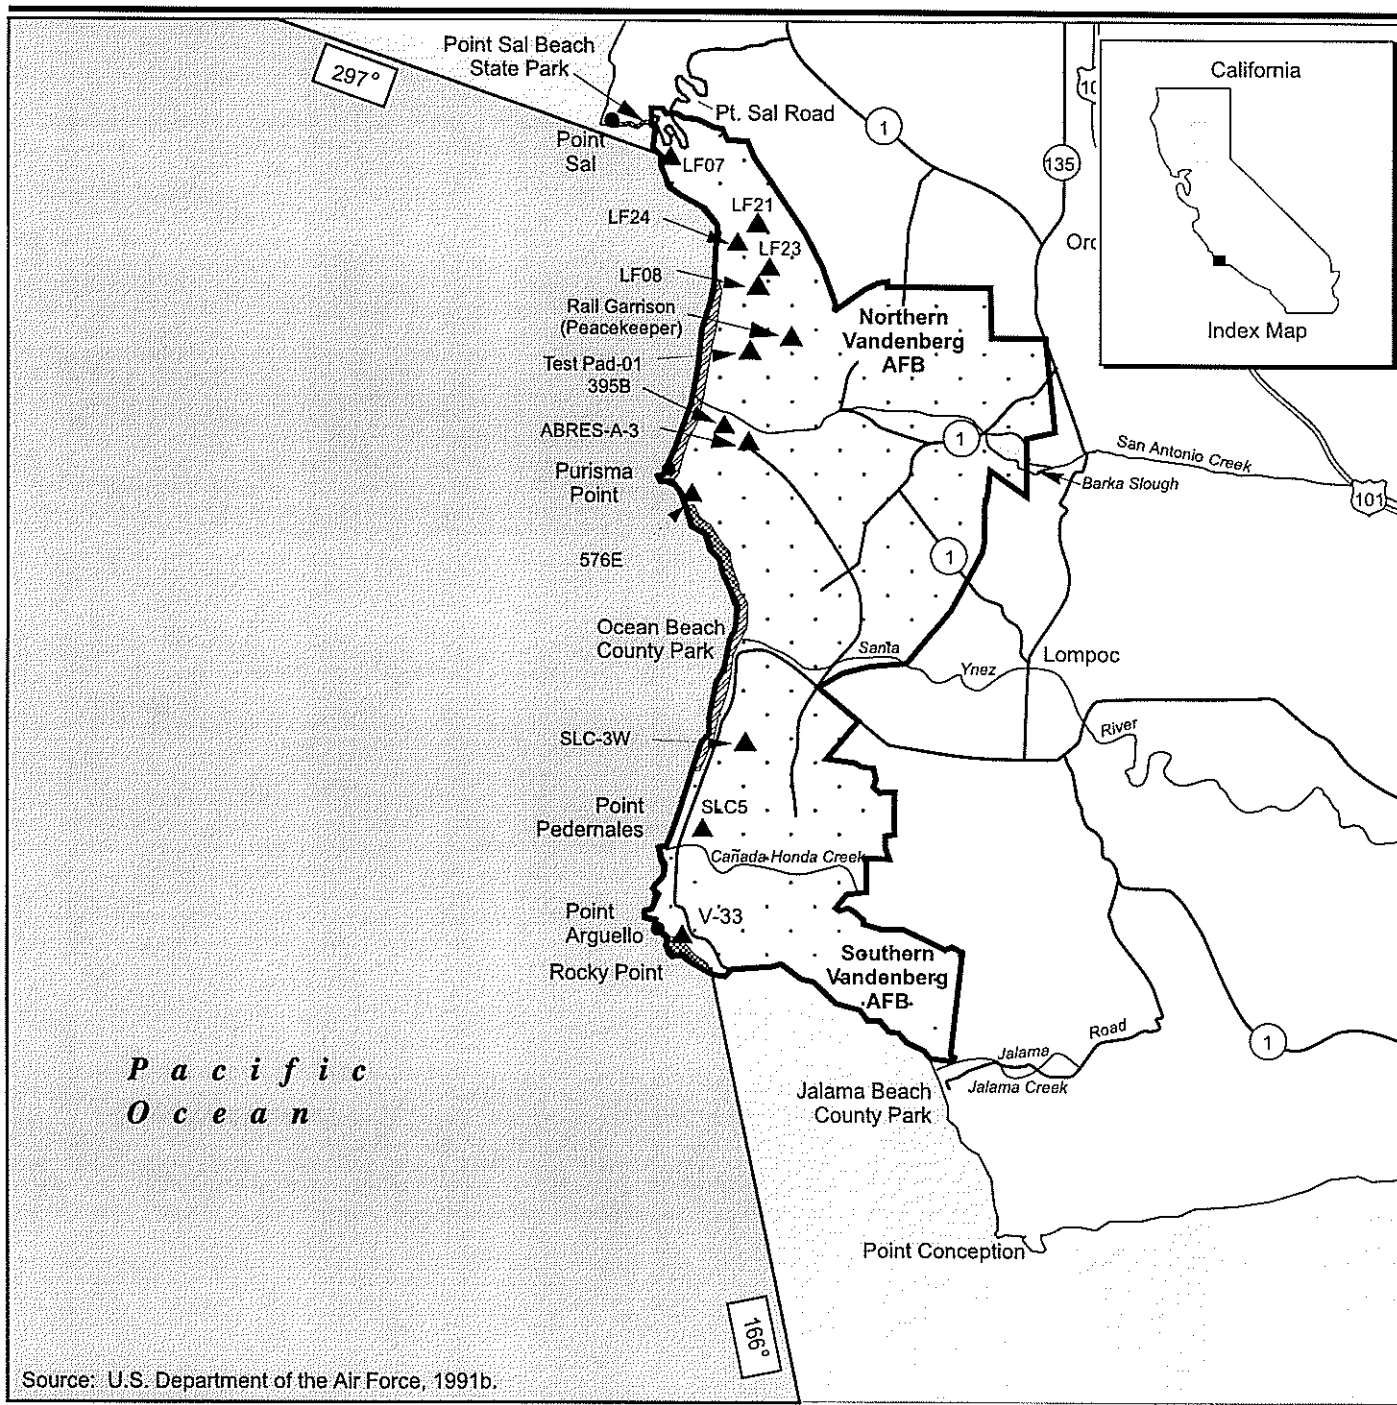 297°
Point Sal Beach
State Park
Pt. Sal Road
1
10
135
California
Index Map
Point
Sal
LF07
LF21
LF24
LF23
LF08
Rail Garrison
(Peacekeeper)
Northern
Vandenberg
AFB
Test Pad-01
395B
ABRES-A-3
1
San Antonio Creek
Barka Slough
101
Purisma
Point
576E
1
Ocean Beach
County Park
Santa
Ynez
Lompoc
River
SLC-3W
Point
Pedernales
SLC5
Cañada Honda Creek
Point
Arguello
V-33
Rocky Point
Southern
Vandenberg
AFB
Pacific
Ocean
Jalama
Road
Jalama Creek
1
Jalama Beach
County Park
Point Conception
166°
Source: U.S. Department of the Air Force, 1991b.